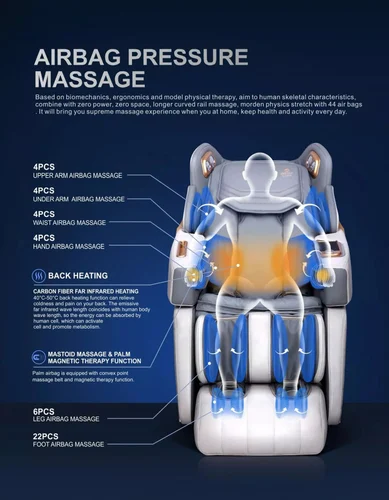 AIRBAG PRESSURE
MASSAGE
Based on biomechanics, ergonomics and model physical therapy, aim to human skeletal characteristics,
combine with zero power, zero space, longer curved rail massage, morden physics stretch with 44 air bags
. It will bring you supreme massage experience when you at home, keep health and activity every day.
4PCS
UPPER ARM AIRBAG MASSAGE
4PCS
UNDER ARM AIRBAG MASSAGE
4PCS
WAIST AIRBAG MASSAGE
4PCS
HAND AIRBAG MASSAGE
BACK HEATING
CARBON FIBER FAR INFRARED HEATING
40°C-50°C back heating function can relieve
coldness and pain on your back. The emissive
far infrared wave length coincides with human body
wave length, so the energy can be absorbed by
human cell, which can activate
cell and promote metabolism.
MASTOID MASSAGE & PALM
MAGNETIC THERAPY FUNCTION
Palm airbag is equipped with convex point
massage belt and magnetic therapy function.
6PCS
LEG AIRBAG MASSAGE
22PCS
FOOT AIRBAG MASSAGE